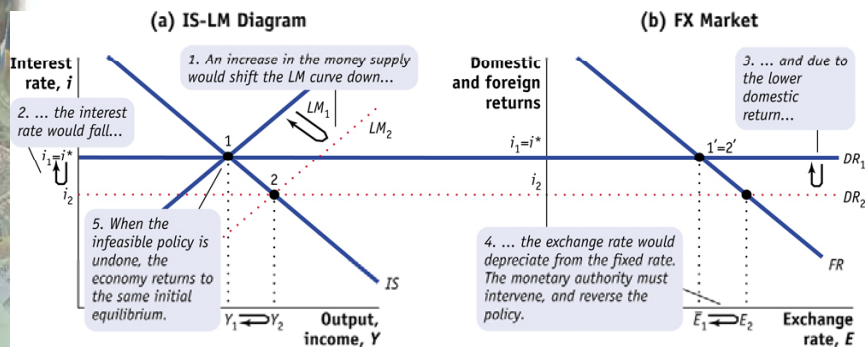 (a) IS-LM Diagram
Interest
rate, i
1. An increase in the money supply
would shift the LM curve down...
2. ... the interest
rate would fall...
LM1
LM2
1
i1=i*
2
i2
5. When the
infeasible policy is
undone, the
economy returns to
the same initial
equilibrium.
IS
Y1
Y2
Output,
income, Y
(b) FX Market
Domestic
and foreign
returns
3. ... and due to
the lower
domestic
return...
i1=i*
1'=2'
DR1
i2
DR2
4. ... the exchange rate would
depreciate from the fixed rate.
The monetary authority must
intervene, and reverse the
policy.
FR
Ē1
E2
Exchange
rate, E